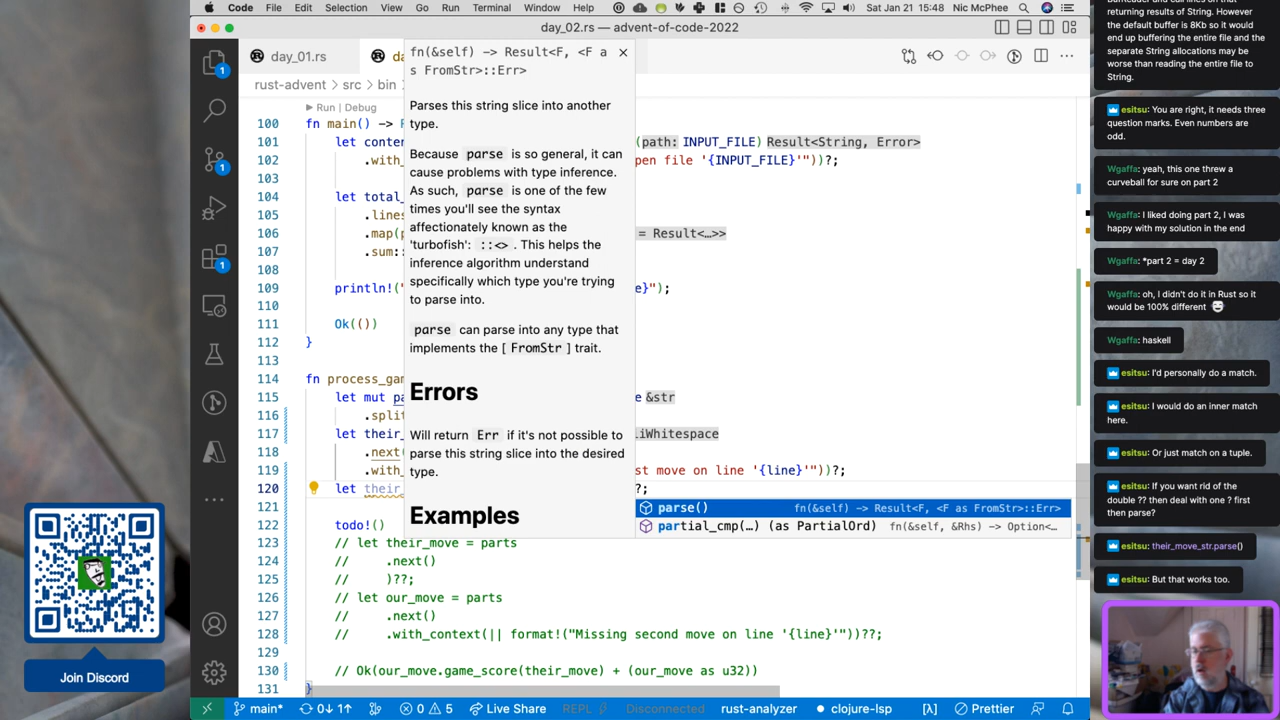 Code File Edit Selection View Go Run Terminal Window Help Sat Jan 21 15:48 Nic McPhee
day_02.rs — advent-of-code-2022
day_01.rs
rust-advent › src › bin
fn(&self) -> Result<F, <F a
s FromStr>::Err>
Parses this string slice into another
type.
Because parse is so general, it can
cause problems with type inference.
As such, parse is one of the few
times you'll see the syntax
affectionately known as the
'turbofish': ::<>. This helps the
inference algorithm understand
specifically which type you're trying
to parse into.
parse can parse into any type that
implements the [ FromStr ] trait.
Errors
Will return Err if it's not possible to
parse this string slice into the desired
type.
Examples
Run | Debug
100 fn main() -> R
101 let conten (path: INPUT_FILE) Result<String, Error>
102 .with_ pen file '{INPUT_FILE}'"))?;
103
104 let total_
105 .lines
106 .map(p = Result<…>>
107 .sum::
108
109 println!(" e}");
110
111 Ok(())
112 }
113
114 fn process_gam
115 let mut pa e &str
116 .split
117 let their_ iiWhitespace
118 .next(
119 .with_ st move on line '{line}'"))?;
120 let their_ ?;
parse() fn(&self) -> Result<F, <F as FromStr>::Err>
partial_cmp(…) (as PartialOrd) fn(&self, &Rhs) -> Option<…
121
122 todo!()
123 // let their_move = parts
124 // .next()
125 // )??;
126 // let our_move = parts
127 // .next()
128 // .with_context(|| format!("Missing second move on line '{line}'"))??;
129
130 // Ok(our_move.game_score(their_move) + (our_move as u32))
131 }
main* 0↓ 1↑ 0 5 Live Share REPL Disconnected rust-analyzer clojure-lsp [λ] Prettier
1
1
1
Join Discord
returning results of String. However
the default buffer is 8Kb so it would
end up buffering the entire file and
the separate String allocations may be
worse than reading the entire file to
String.
esitsu: You are right, it needs three
question marks. Even numbers are
odd.
Wgaffa: yeah, this one threw a
curveball for sure on part 2
Wgaffa: I liked doing part 2, I was
happy with my solution in the end
Wgaffa: *part 2 = day 2
Wgaffa: oh, I didn't do it in Rust so it
would be 100% different
Wgaffa: haskell
esitsu: I'd personally do a match.
esitsu: I would do an inner match
here.
esitsu: Or just match on a tuple.
esitsu: If you want rid of the
double ?? then deal with one ? first
then parse?
esitsu: their_move_str.parse()
esitsu: But that works too.